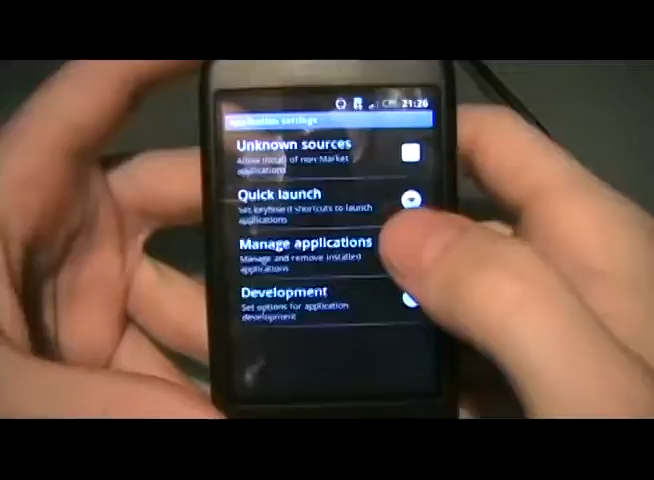 21:26
Application settings
Unknown sources
Allow install of non-Market
applications
Quick launch
Set keyboard shortcuts to launch
applications
Manage applications
Manage and remove installed
applications
Development
Set options for application
development